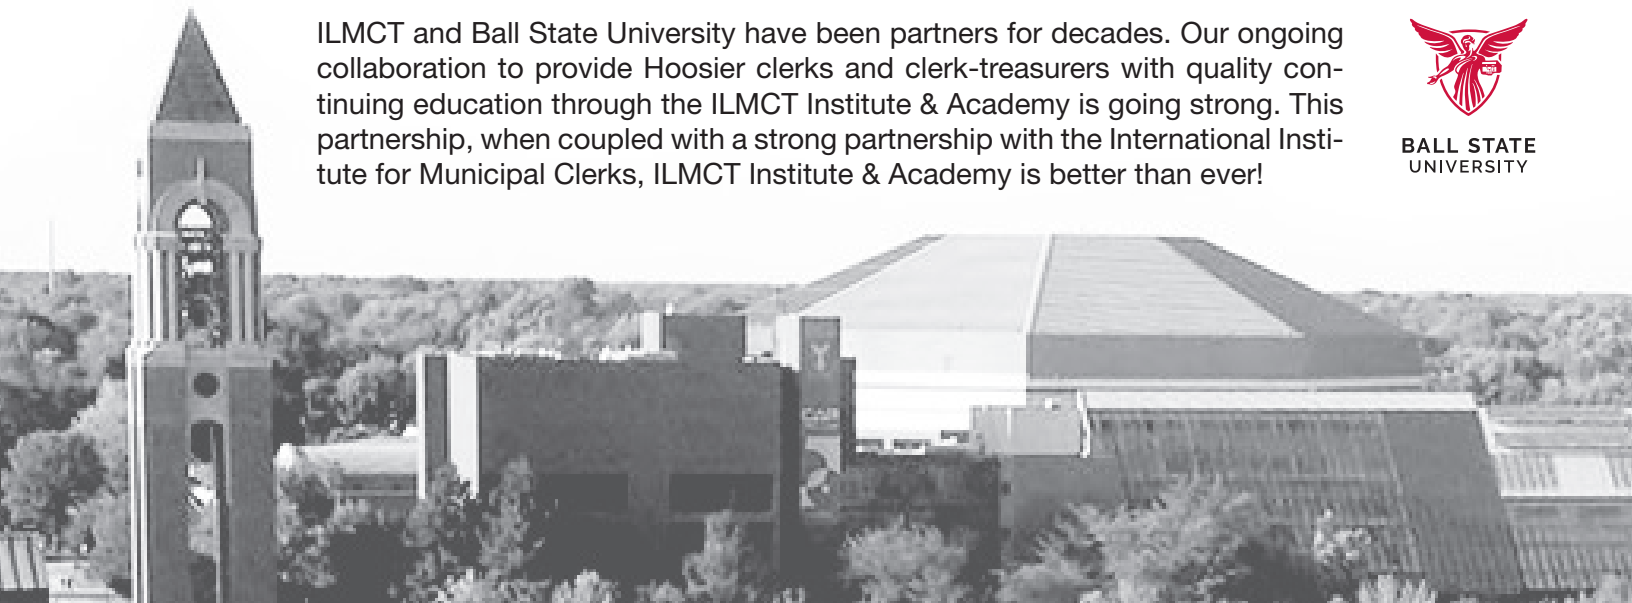 ILMCT and Ball State University have been partners for decades. Our ongoing
collaboration to provide Hoosier clerks and clerk-treasurers with quality con-
tinuing education through the ILMCT Institute & Academy is going strong. This
partnership, when coupled with a strong partnership with the International Insti-
tute for Municipal Clerks, ILMCT Institute & Academy is better than ever!
BALL STATE
UNIVERSITY